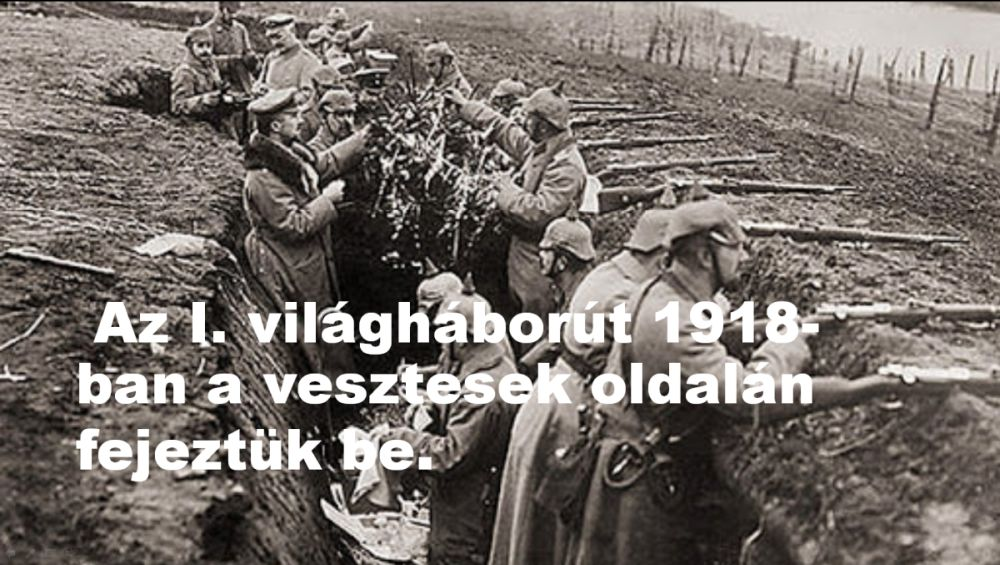 Az I. világháborút 1918-
ban a vesztesek oldalán
fejeztük be.